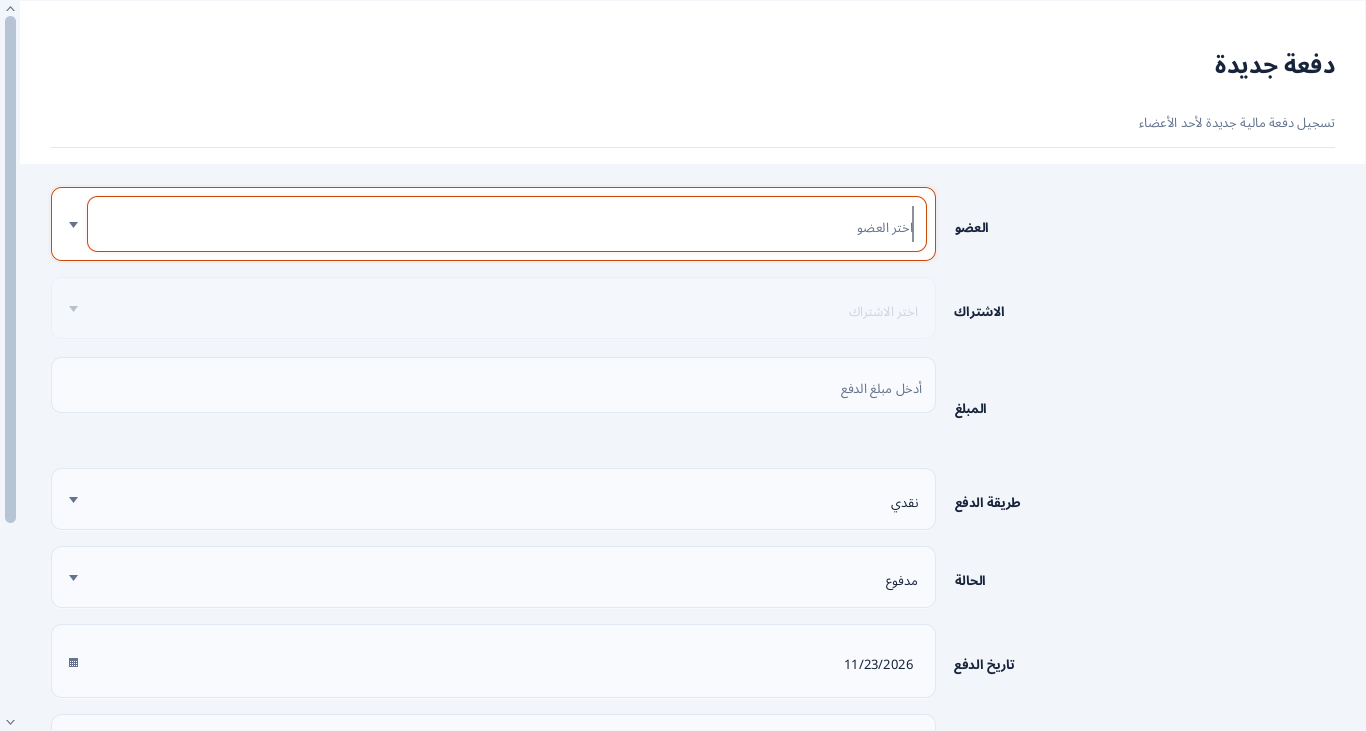 دفعة جديدة
تسجيل دفعة مالية جديدة لأحد الأعضاء
العضو
اختر العضو
الاشتراك
اختر الاشتراك
المبلغ
أدخل مبلغ الدفع
طريقة الدفع
نقدي
الحالة
مدفوع
تاريخ الدفع
11/23/2026